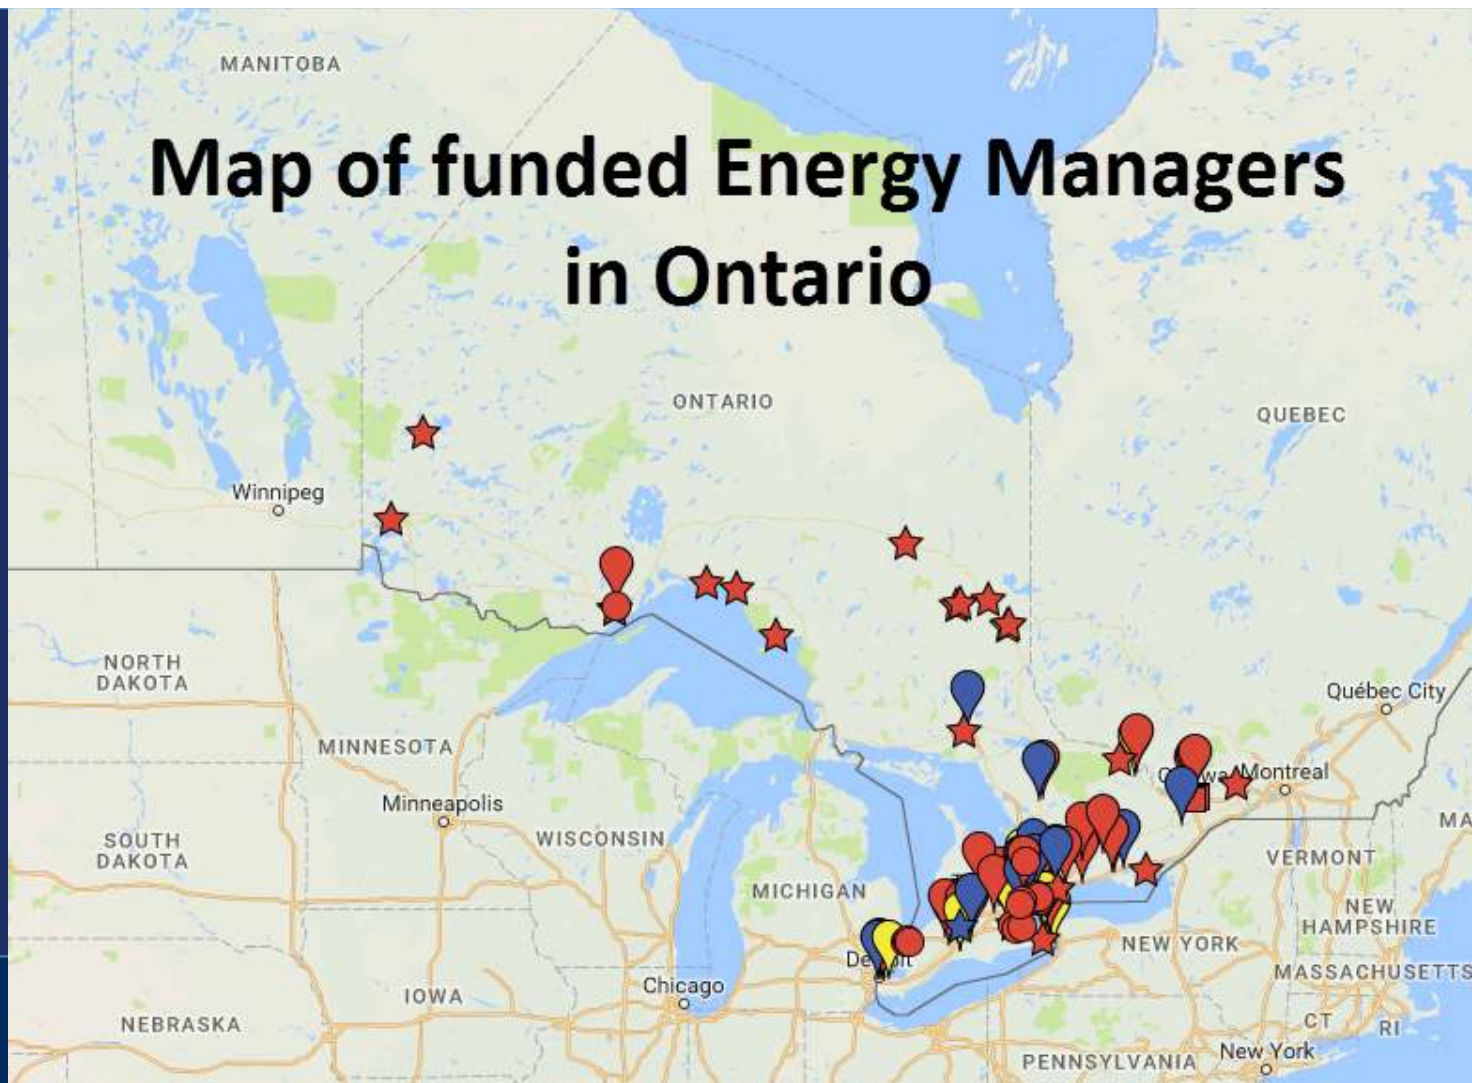 MANITOBA
Map of funded Energy Managers
in Ontario
ONTARIO
QUEBEC
Winnipeg
NORTH
DAKOTA
Québec City
MINNESOTA
Montreal
Minneapolis
SOUTH
DAKOTA
WISCONSIN
MA
VERMONT
MICHIGAN
NEW
HAMPSHIRE
NEW YORK
MASSACHUSETTS
Chicago
IOWA
NEBRASKA
CT
RI
PENNSYLVANIA
New York